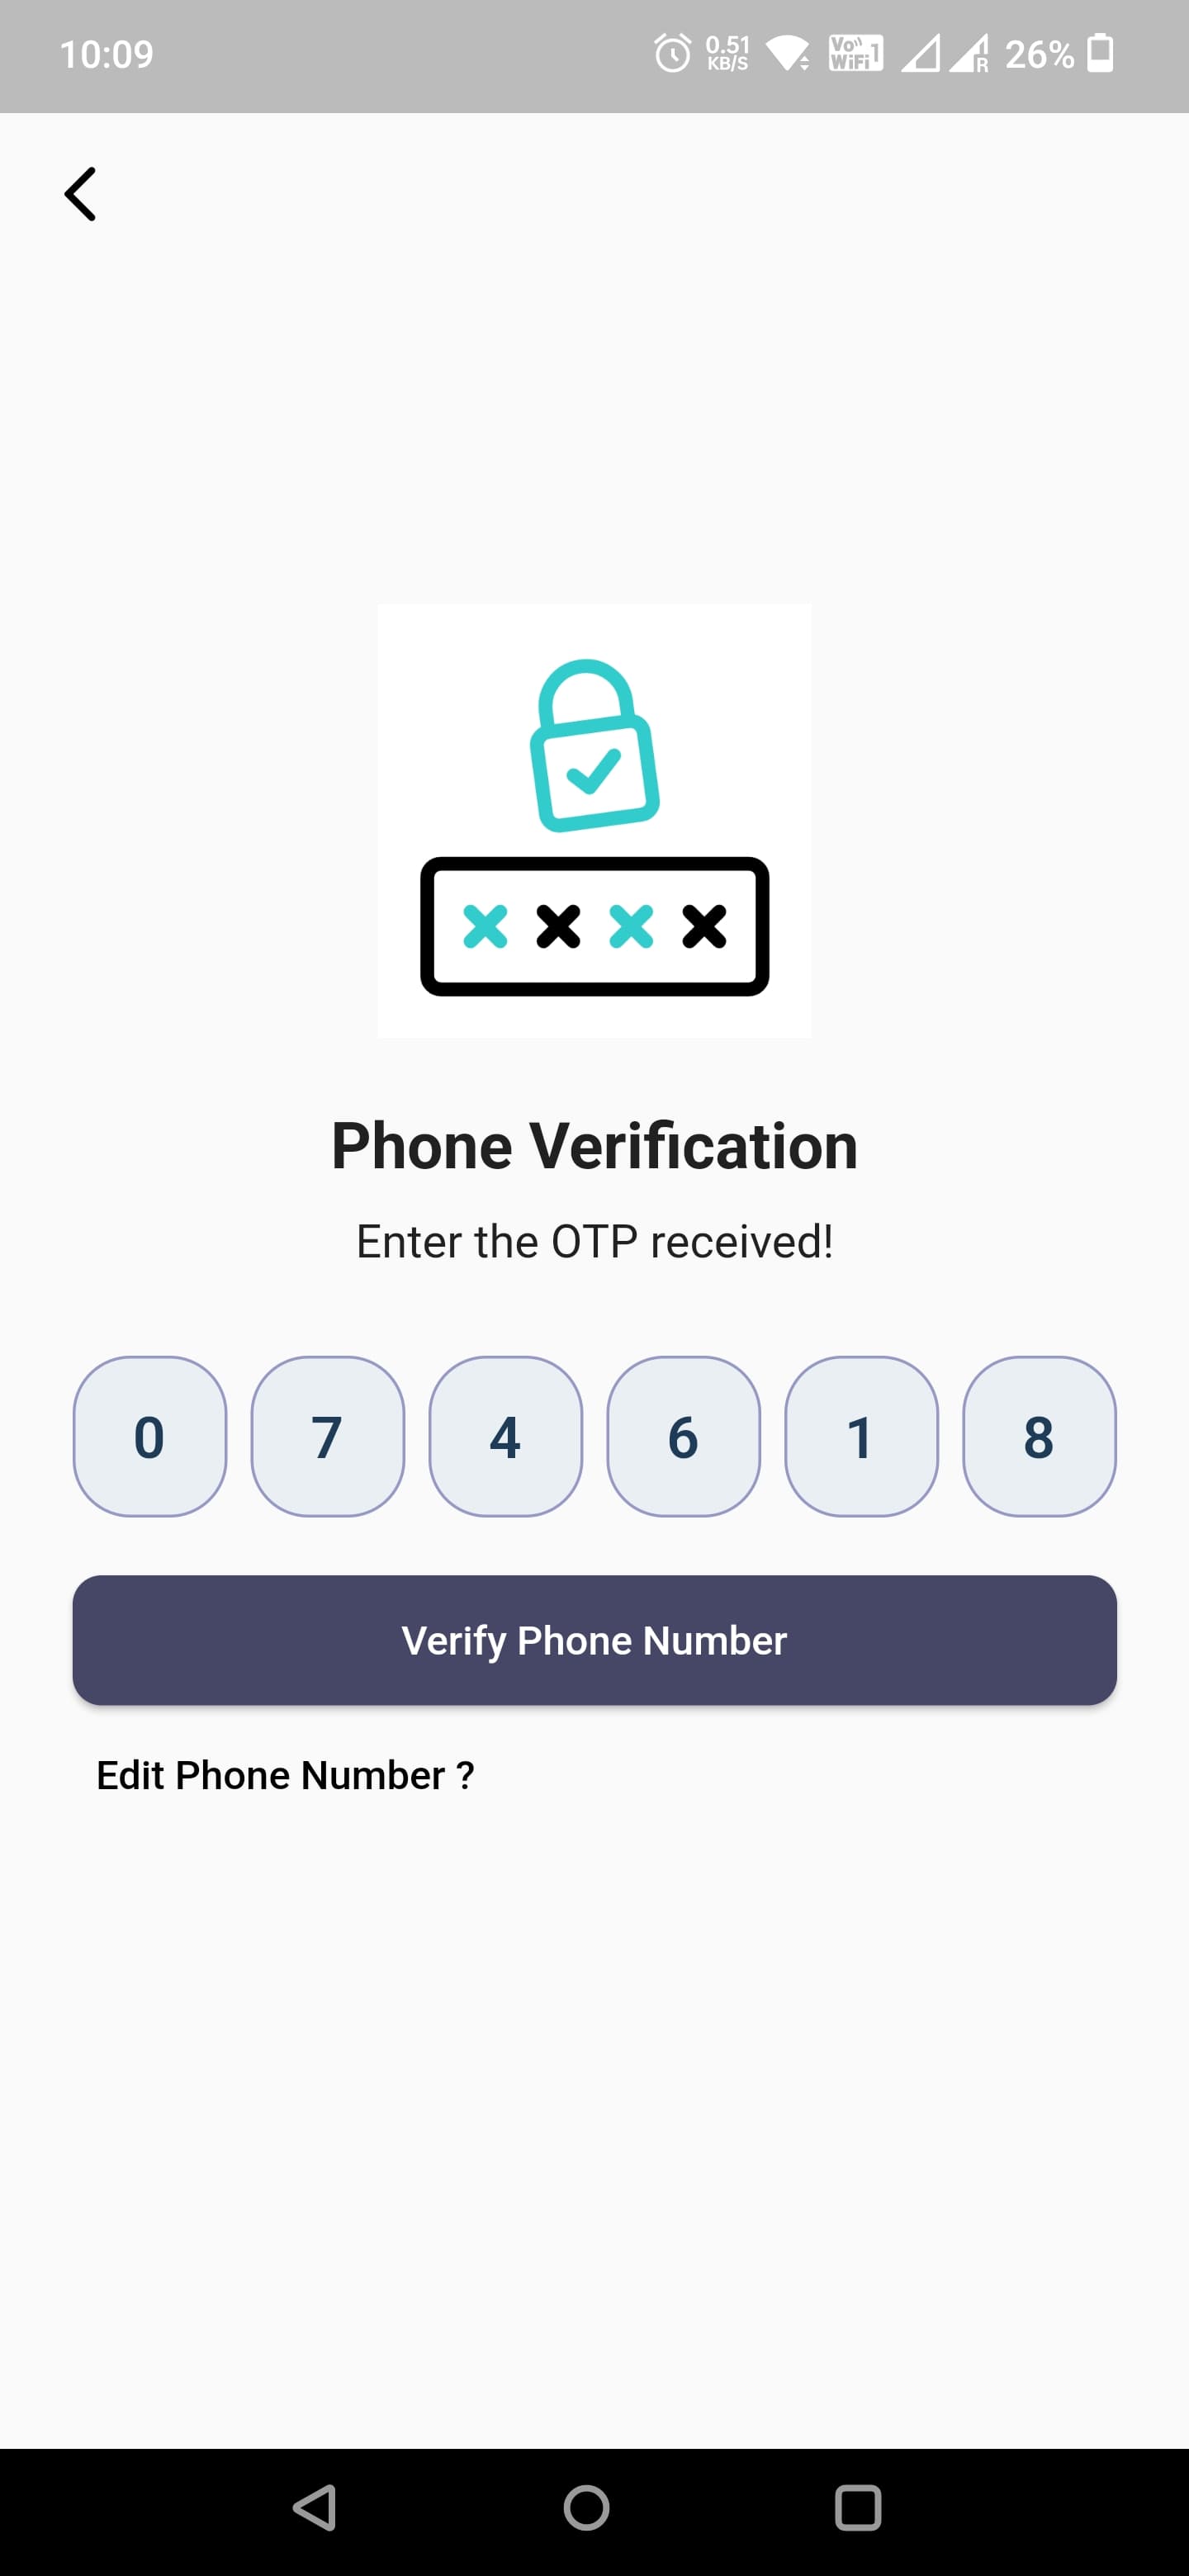 10:09
0.51
KB/S
Vo
WiFi 1
R
26%
Phone Verification
Enter the OTP received!
0 7 4 6 1 8
Verify Phone Number
Edit Phone Number ?